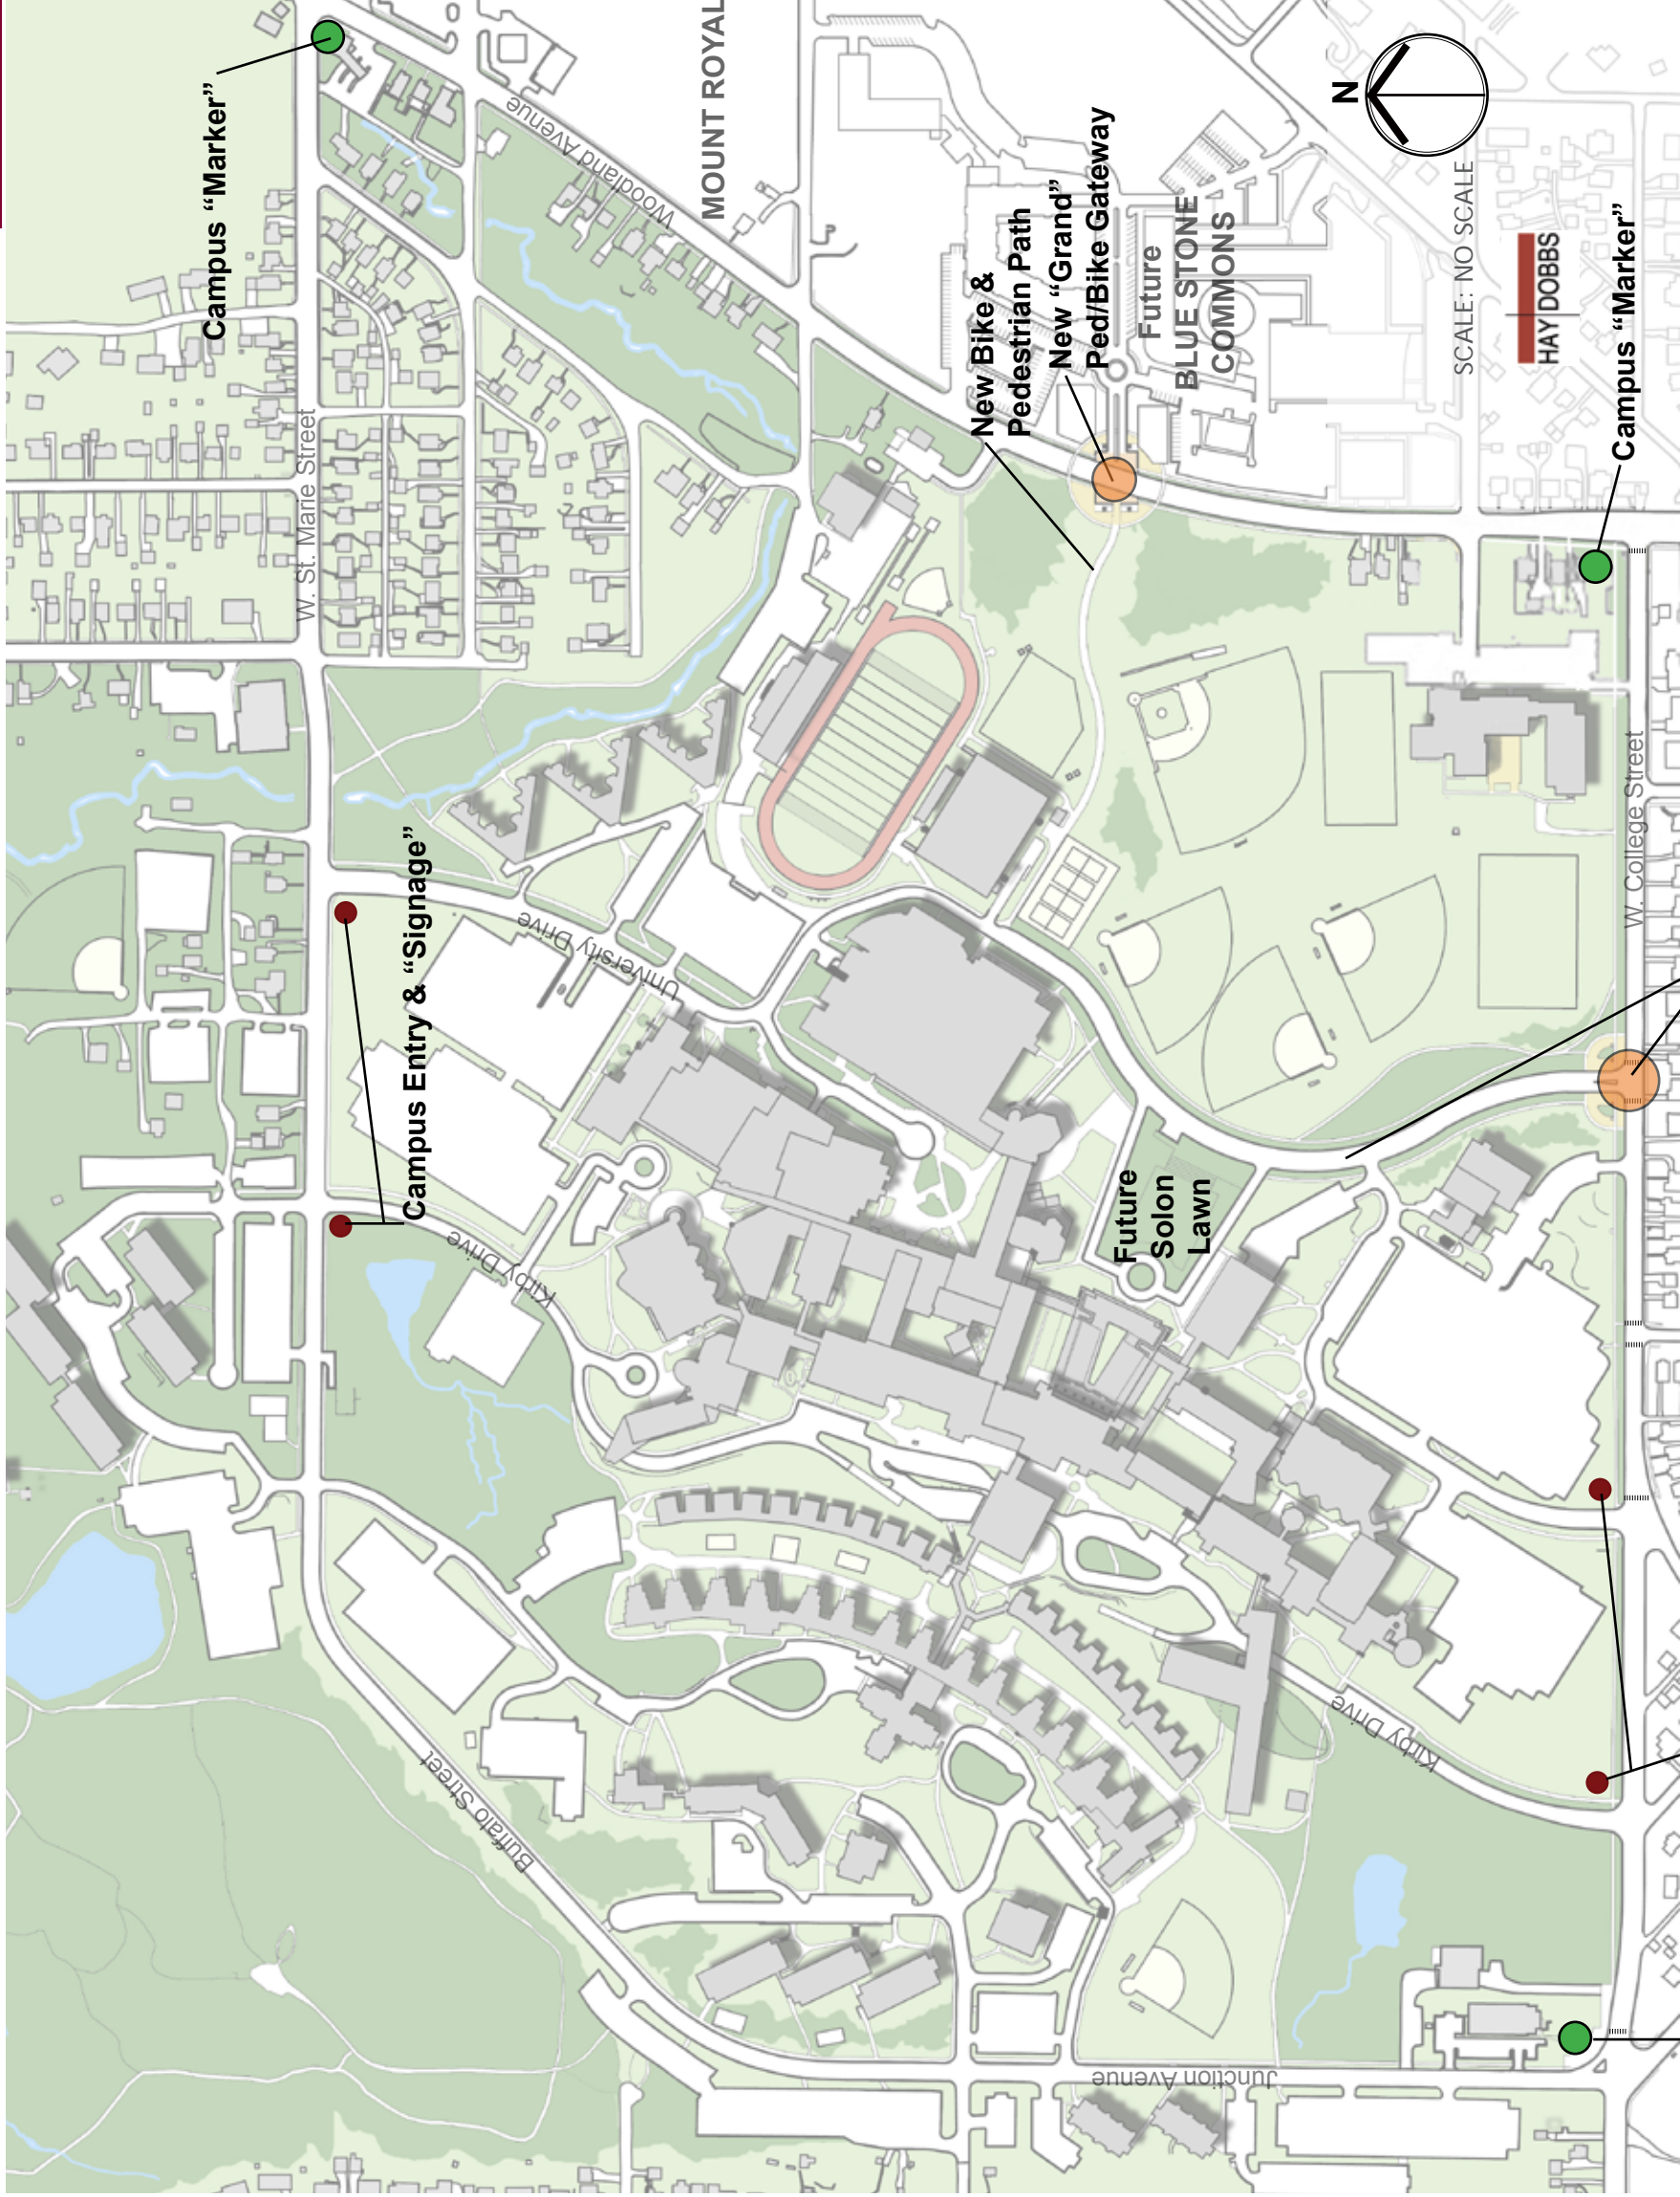 Campus “Marker”
W. St. Marie Street
Woodland Avenue
MOUNT ROYAL
Campus Entry & “Signage”
University Drive
Kirby Drive
Buffalo Street
New Bike &
Pedestrian Path
New “Grand”
Ped/Bike Gateway
Future
BLUE STONE
COMMONS
Future
Solon
Lawn
Kirby Drive
Junction Avenue
W. College Street
Campus “Marker”
N
SCALE: NO SCALE
HAY DOBBS